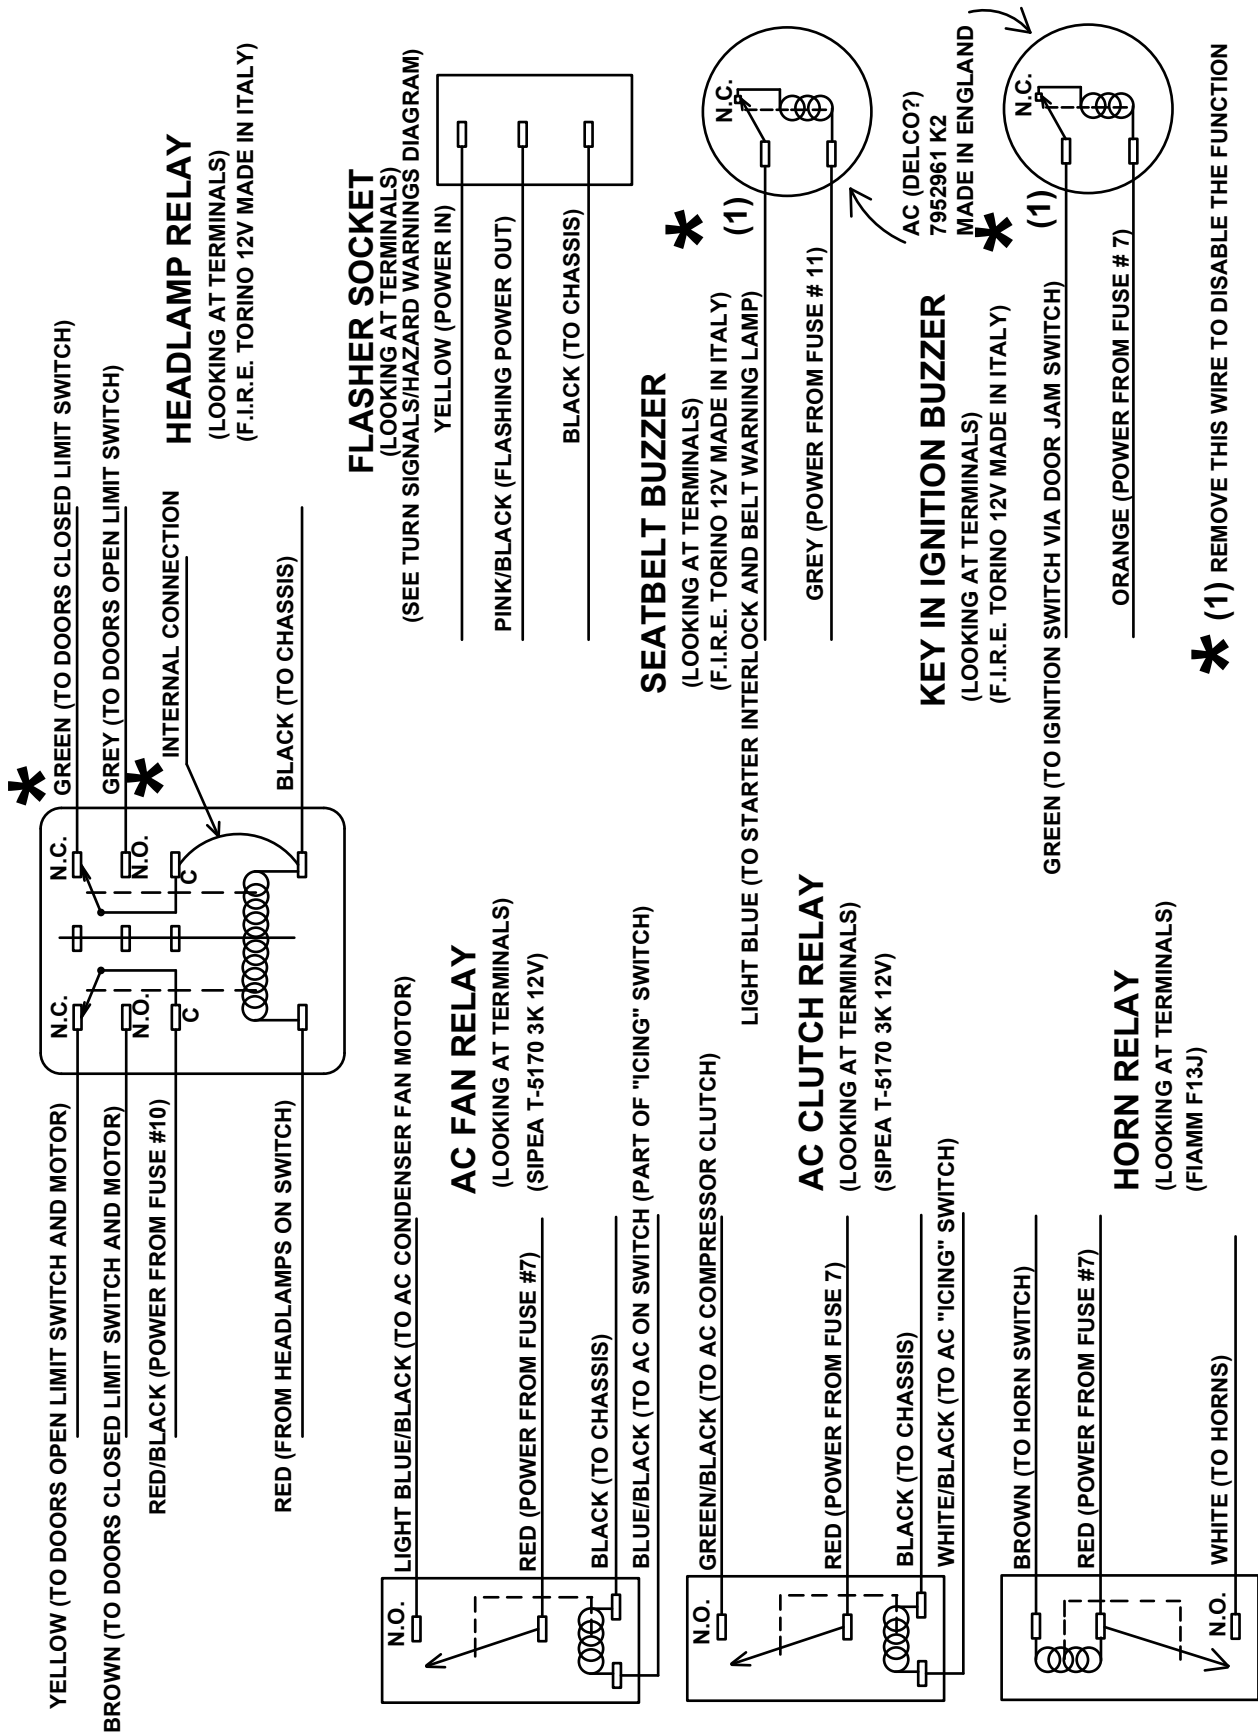 HEADLAMP RELAY
(LOOKING AT TERMINALS)
(F.I.R.E. TORINO 12V MADE IN ITALY)
*
GREEN (TO DOORS CLOSED LIMIT SWITCH)
GREY (TO DOORS OPEN LIMIT SWITCH)
*
INTERNAL CONNECTION
BLACK (TO CHASSIS)
N.C.
N.O.
C
N.C.
N.O.
C
YELLOW (TO DOORS OPEN LIMIT SWITCH AND MOTOR)
BROWN (TO DOORS CLOSED LIMIT SWITCH AND MOTOR)
RED/BLACK (POWER FROM FUSE #10)
RED (FROM HEADLAMPS ON SWITCH)
FLASHER SOCKET
(LOOKING AT TERMINALS)
(SEE TURN SIGNALS/HAZARD WARNINGS DIAGRAM)
YELLOW (POWER IN)
PINK/BLACK (FLASHING POWER OUT)
BLACK (TO CHASSIS)
AC FAN RELAY
(LOOKING AT TERMINALS)
(SIPEA T-5170 3K 12V)
LIGHT BLUE/BLACK (TO AC CONDENSER FAN MOTOR)
RED (POWER FROM FUSE #7)
BLACK (TO CHASSIS)
BLUE/BLACK (TO AC ON SWITCH (PART OF "ICING" SWITCH)
N.O.
SEATBELT BUZZER
(LOOKING AT TERMINALS)
(F.I.R.E. TORINO 12V MADE IN ITALY)
LIGHT BLUE (TO STARTER INTERLOCK AND BELT WARNING LAMP)
GREY (POWER FROM FUSE # 11)
*
(1)
N.C.
AC (DELCO?)
7952961 K2
MADE IN ENGLAND
AC CLUTCH RELAY
(LOOKING AT TERMINALS)
(SIPEA T-5170 3K 12V)
GREEN/BLACK (TO AC COMPRESSOR CLUTCH)
RED (POWER FROM FUSE 7)
BLACK (TO CHASSIS)
WHITE/BLACK (TO AC "ICING" SWITCH)
N.O.
KEY IN IGNITION BUZZER
(LOOKING AT TERMINALS)
(F.I.R.E. TORINO 12V MADE IN ITALY)
GREEN (TO IGNITION SWITCH VIA DOOR JAM SWITCH)
ORANGE (POWER FROM FUSE # 7)
*
(1)
N.C.
HORN RELAY
(LOOKING AT TERMINALS)
(FIAMM F13J)
BROWN (TO HORN SWITCH)
RED (POWER FROM FUSE #7)
WHITE (TO HORNS)
N.O.
* (1) REMOVE THIS WIRE TO DISABLE THE FUNCTION